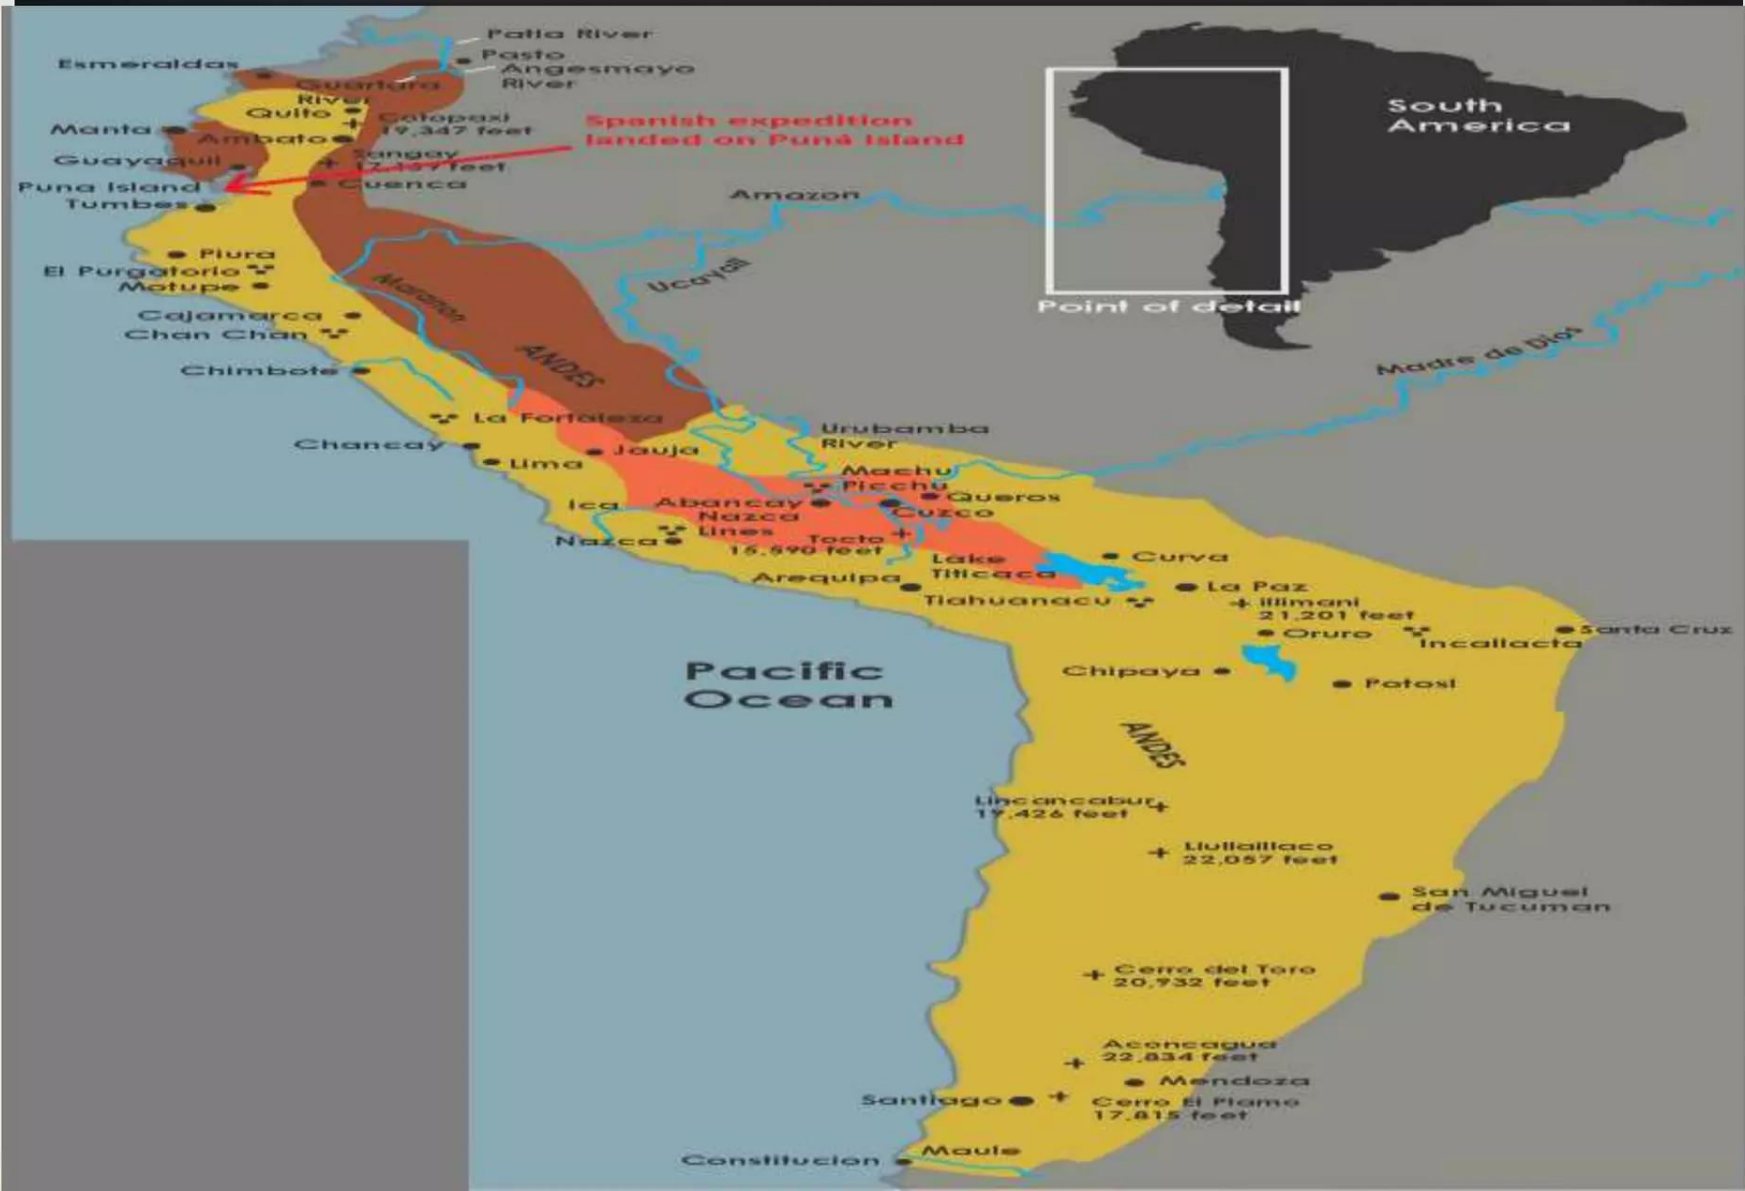 Patia River
Pasto
Esmeraldas
Angesmayo
River
Guaitara
River
Quito
Cotopaxi
19,347 feet
Spanish expedition
landed on Puná Island
South
America
Manta
Ambato
Guayaquil
Sangay
Puna Island
Cuenca
Tumbes
Amazon
Piura
El Purgatorio
Motupe
Ucayali
Maranon
Point of detail
Cajamarca
Chan Chan
ANDES
Madre de Dios
Chimbote
La Fortaleza
Urubamba
River
Chancay
Jauja
Lima
Machu
Picchu
Ica
Abancay
Queros
Nazca
Lines
Cuzco
Nazca
Tocto
15,590 feet
Lake
Titicaca
Curva
Arequipa
La Paz
Tiahuanacu
Illimani
21,201 feet
Oruro
Incallacta
Santa Cruz
Pacific
Ocean
Chipaya
Potosi
ANDES
Lincancabur
19,426 feet
Llullaillaco
22,057 feet
San Miguel
de Tucuman
Cerro del Toro
20,932 feet
Aconcagua
22,834 feet
Mendoza
Santiago
Cerro El Plamo
17,815 feet
Maule
Constitucion